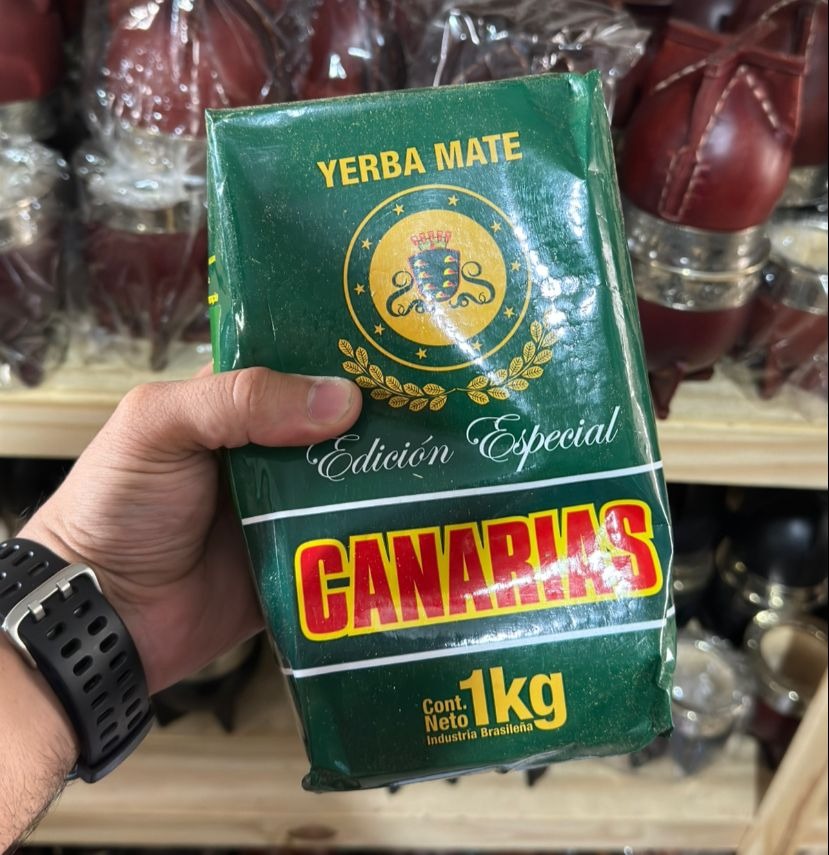 YERBA MATE
Edición Especial
CANARIAS
Cont.
Neto 1kg
Industria Brasileña